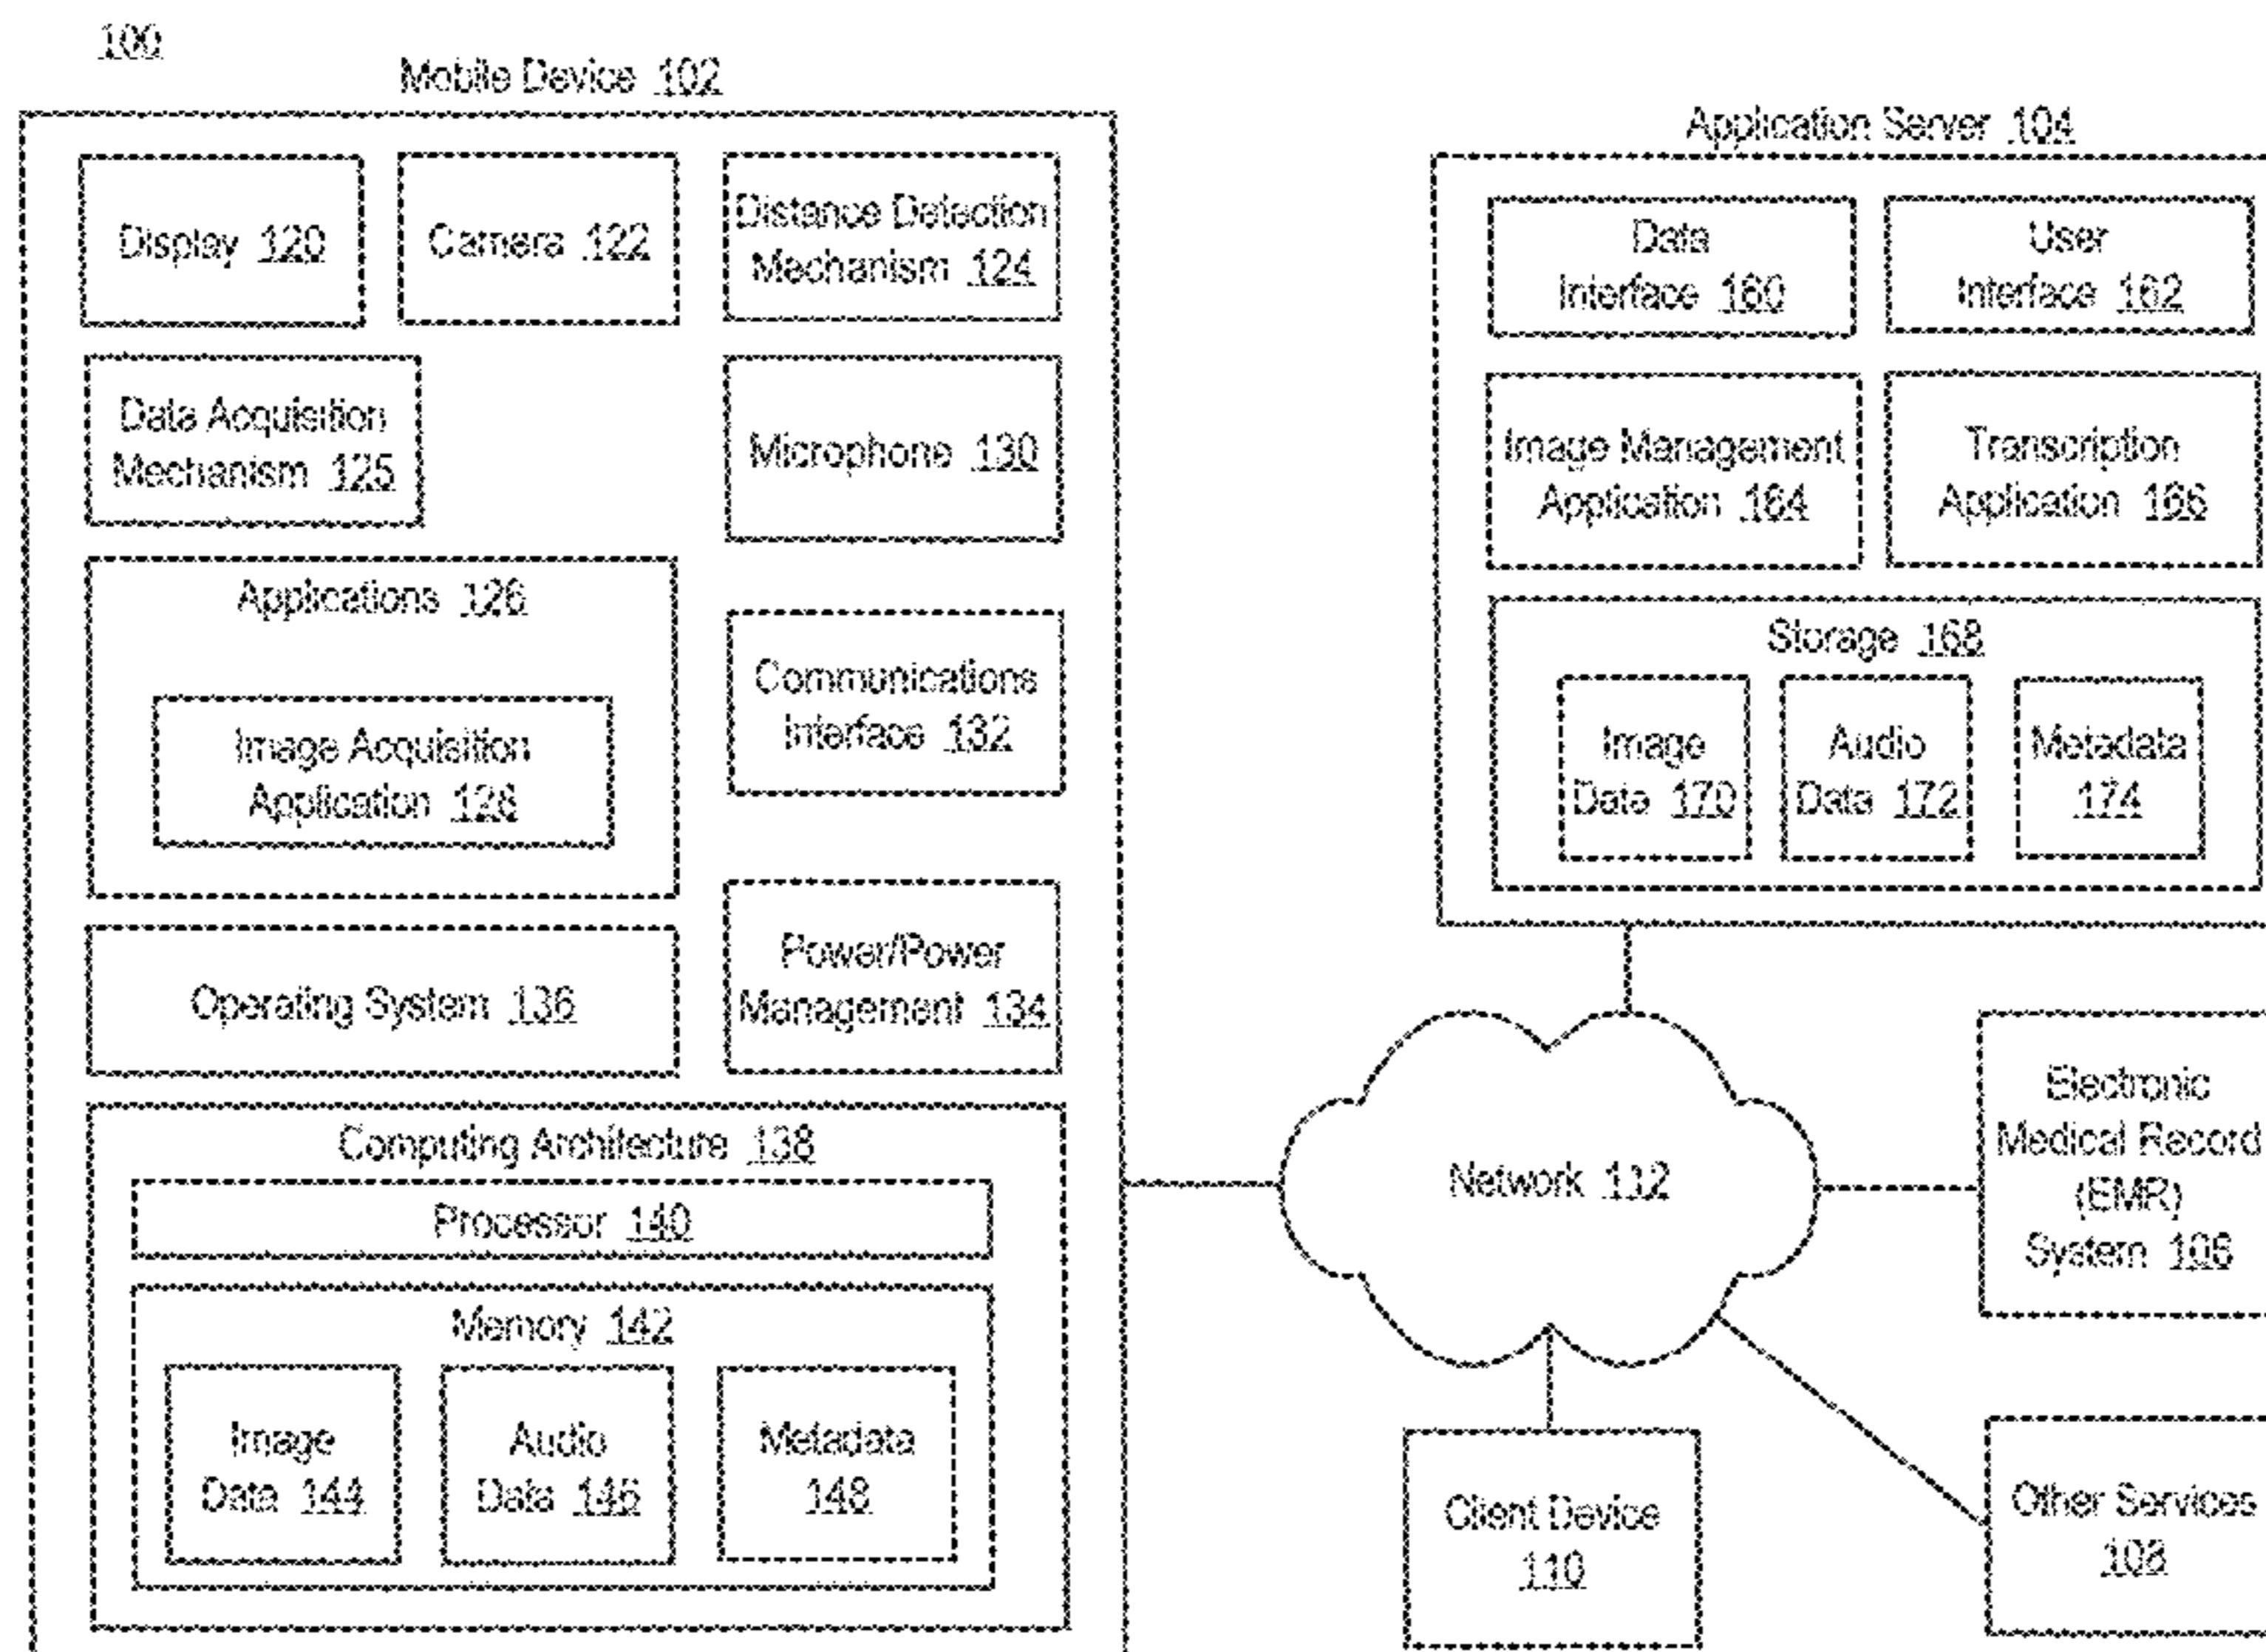 100
Mobile Device 102
Display 120
Camera 122
Distance Detection
Mechanism 124
Data Acquisition
Mechanism 125
Microphone 130
Applications 126
Image Acquisition
Application 128
Communications
Interface 132
Operating System 136
Power/Power
Management 134
Computing Architecture 138
Processor 140
Memory 142
Image
Data 144
Audio
Data 146
Metadata
148
Application Server 104
Data
Interface 160
User
Interface 162
Image Management
Application 164
Transcription
Application 166
Storage 168
Image
Data 170
Audio
Data 172
Metadata
174
Network 112
Electronic
Medical Record
(EMR)
System 106
Client Device
110
Other Services
108